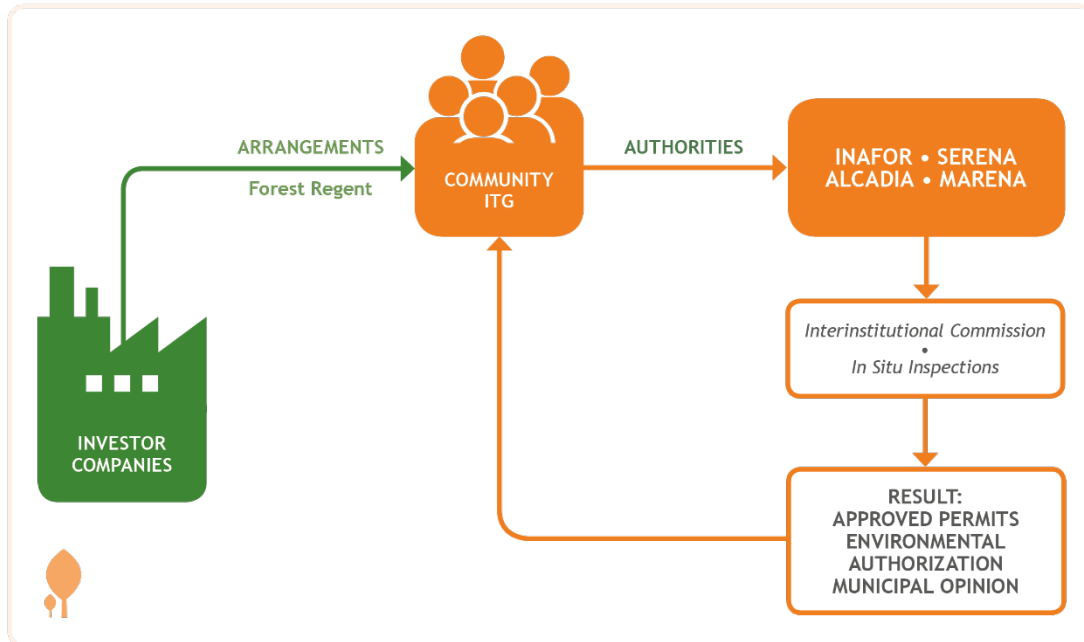 ARRANGEMENTS
Forest Regent
COMMUNITY
ITG
AUTHORITIES
INAFOR • SERENA
ALCADIA • MARENA
Interinstitutional Commission
•
In Situ Inspections
INVESTOR
COMPANIES
RESULT:
APPROVED PERMITS
ENVIRONMENTAL
AUTHORIZATION
MUNICIPAL OPINION